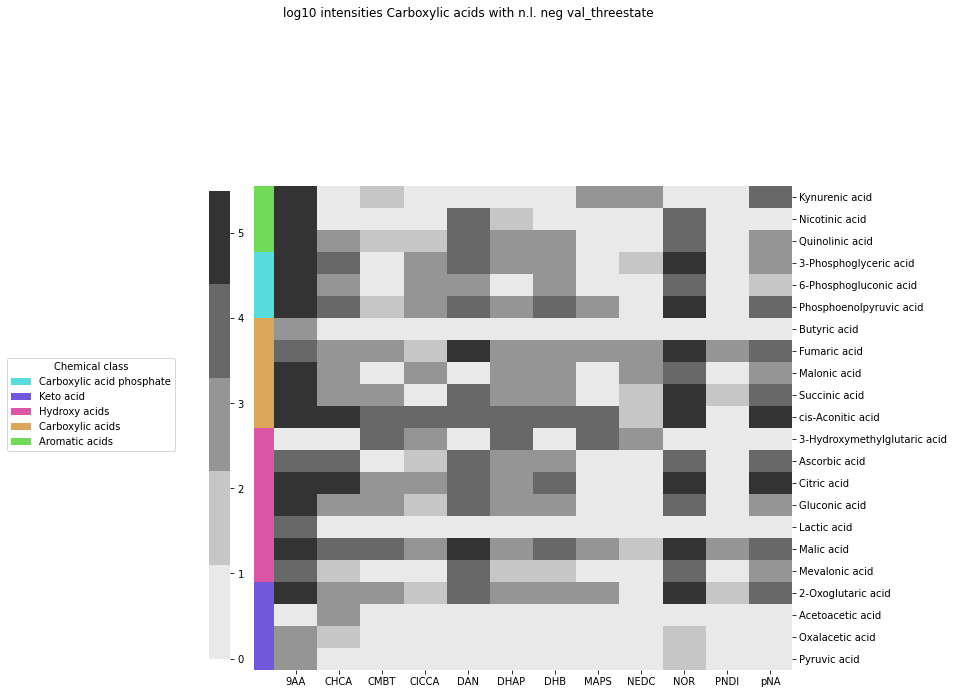 log10 intensities Carboxylic acids with n.l. neg val_threestate
Chemical class
Carboxylic acid phosphate
Keto acid
Hydroxy acids
Carboxylic acids
Aromatic acids
5
4
3
2
1
0
Kynurenic acid
Nicotinic acid
Quinolinic acid
3-Phosphoglyceric acid
6-Phosphogluconic acid
Phosphoenolpyruvic acid
Butyric acid
Fumaric acid
Malonic acid
Succinic acid
cis-Aconitic acid
3-Hydroxymethylglutaric acid
Ascorbic acid
Citric acid
Gluconic acid
Lactic acid
Malic acid
Mevalonic acid
2-Oxoglutaric acid
Acetoacetic acid
Oxalacetic acid
Pyruvic acid
9AA CHCA CMBT ClCCA DAN DHAP DHB MAPS NEDC NOR PNDI pNA